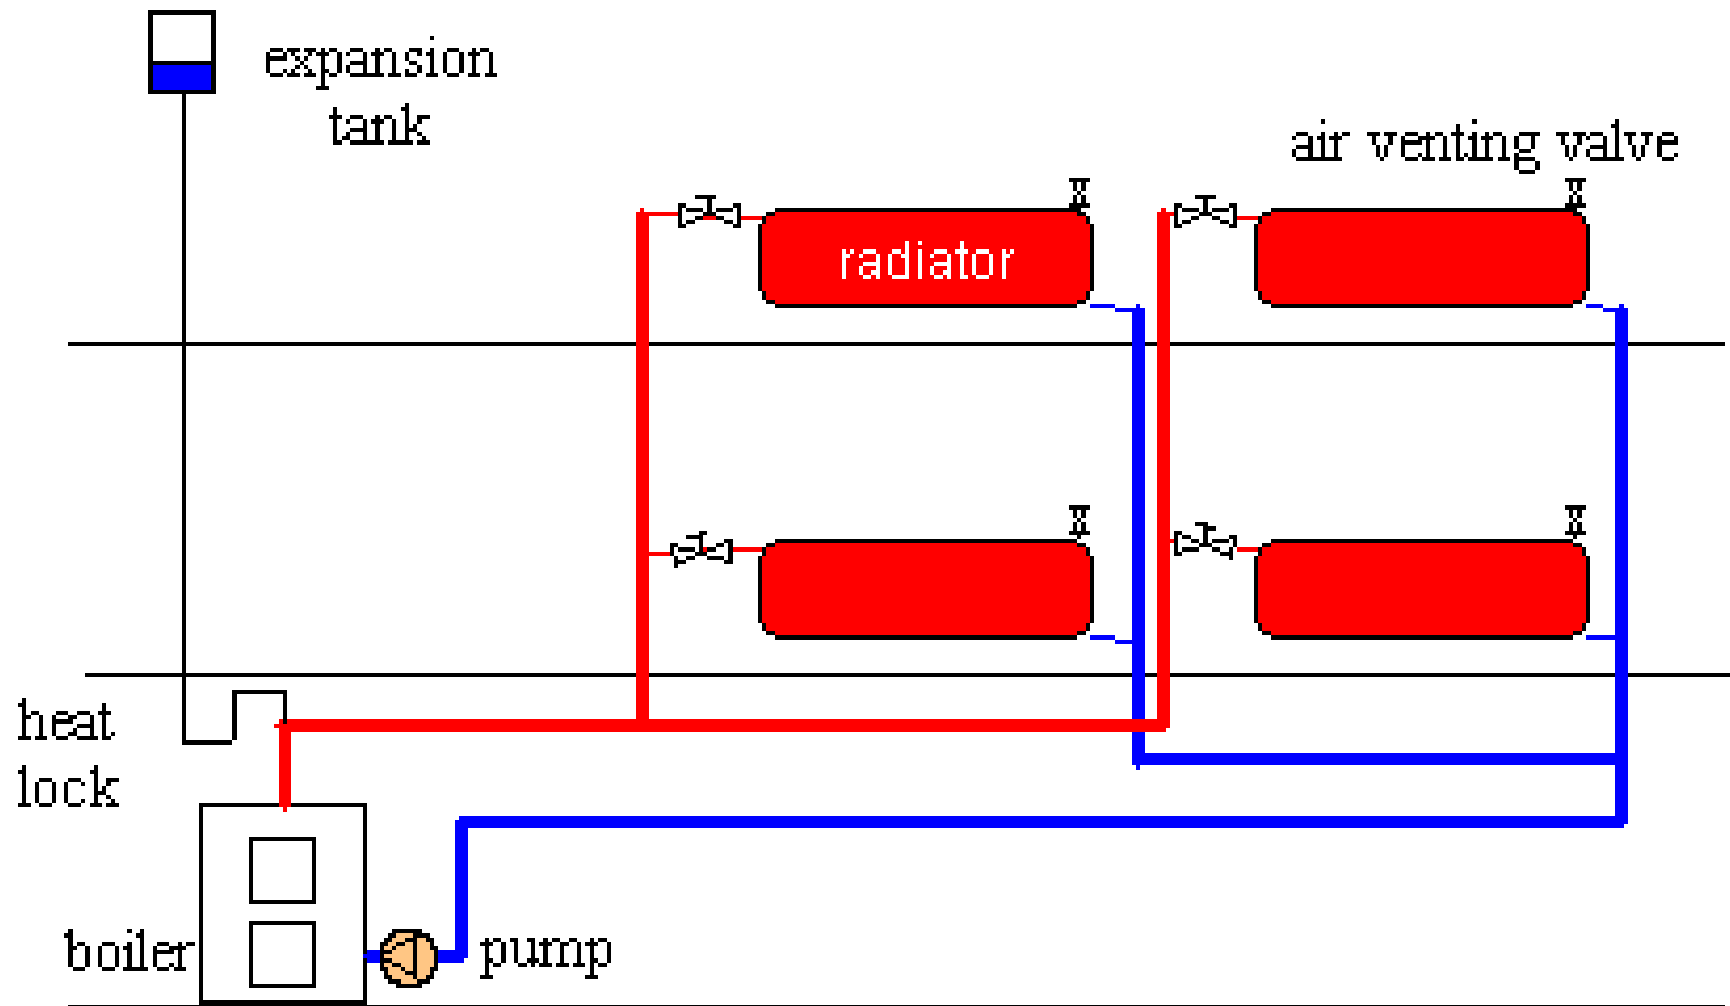 expansion
tank
air venting valve
radiator
heat
lock
boiler
pump